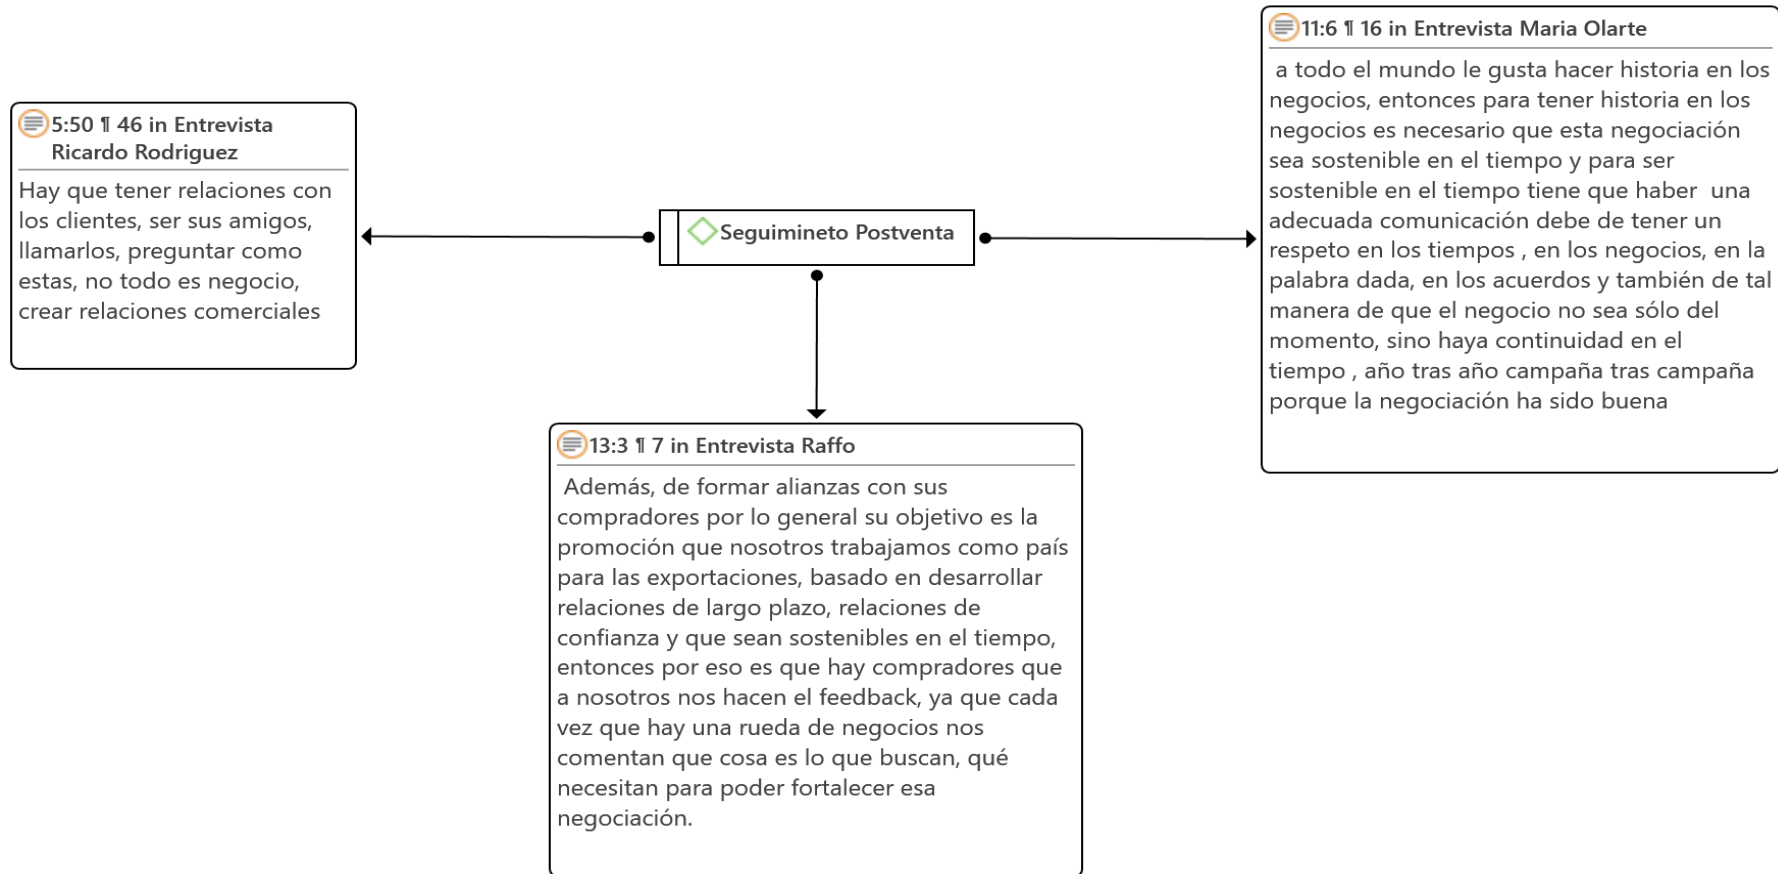 5:50 ¶ 46 in Entrevista
Ricardo Rodriguez
Hay que tener relaciones con
los clientes, ser sus amigos,
llamarlos, preguntar como
estas, no todo es negocio,
crear relaciones comerciales
Seguimineto Postventa
11:6 ¶ 16 in Entrevista Maria Olarte
a todo el mundo le gusta hacer historia en los
negocios, entonces para tener historia en los
negocios es necesario que esta negociación
sea sostenible en el tiempo y para ser
sostenible en el tiempo tiene que haber  una
adecuada comunicación debe de tener un
respeto en los tiempos , en los negocios, en la
palabra dada, en los acuerdos y también de tal
manera de que el negocio no sea sólo del
momento, sino haya continuidad en el
tiempo , año tras año campaña tras campaña
porque la negociación ha sido buena
13:3 ¶ 7 in Entrevista Raffo
Además, de formar alianzas con sus
compradores por lo general su objetivo es la
promoción que nosotros trabajamos como país
para las exportaciones, basado en desarrollar
relaciones de largo plazo, relaciones de
confianza y que sean sostenibles en el tiempo,
entonces por eso es que hay compradores que
a nosotros nos hacen el feedback, ya que cada
vez que hay una rueda de negocios nos
comentan que cosa es lo que buscan, qué
necesitan para poder fortalecer esa
negociación.